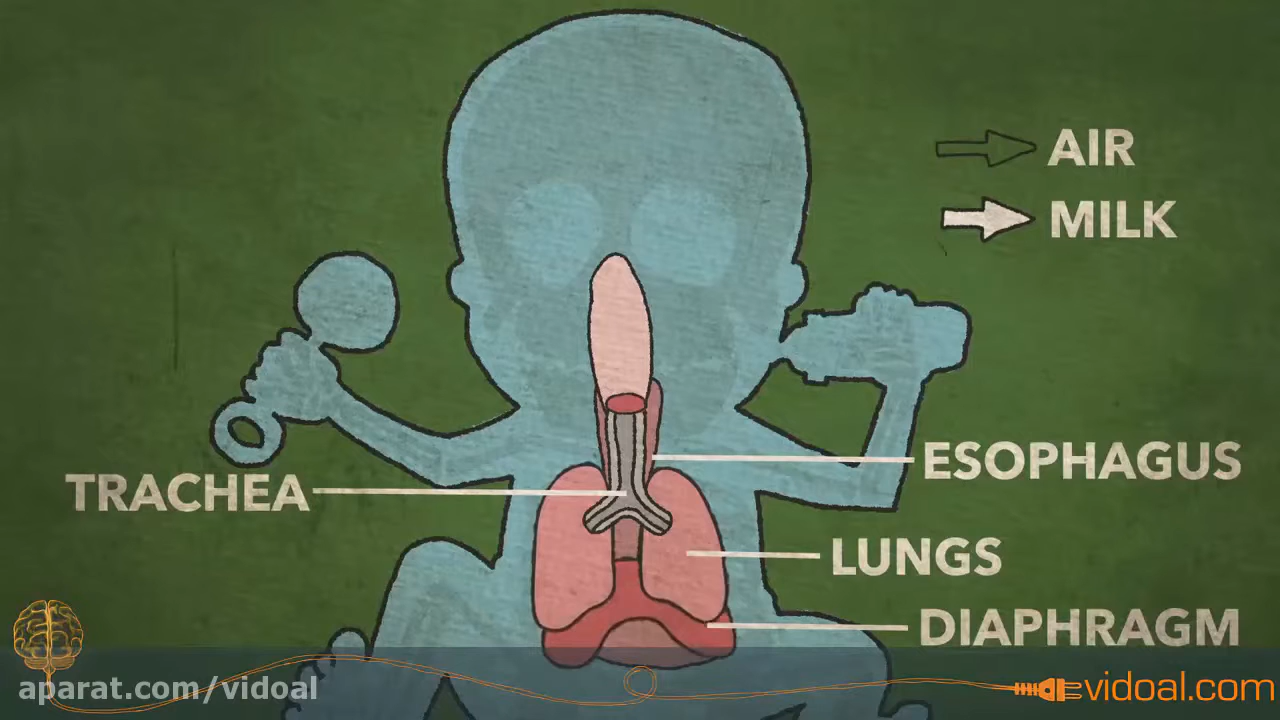 AIR
MILK
ESOPHAGUS
TRACHEA
LUNGS
DIAPHRAGM
aparat.com/vidoal
vidoal.com